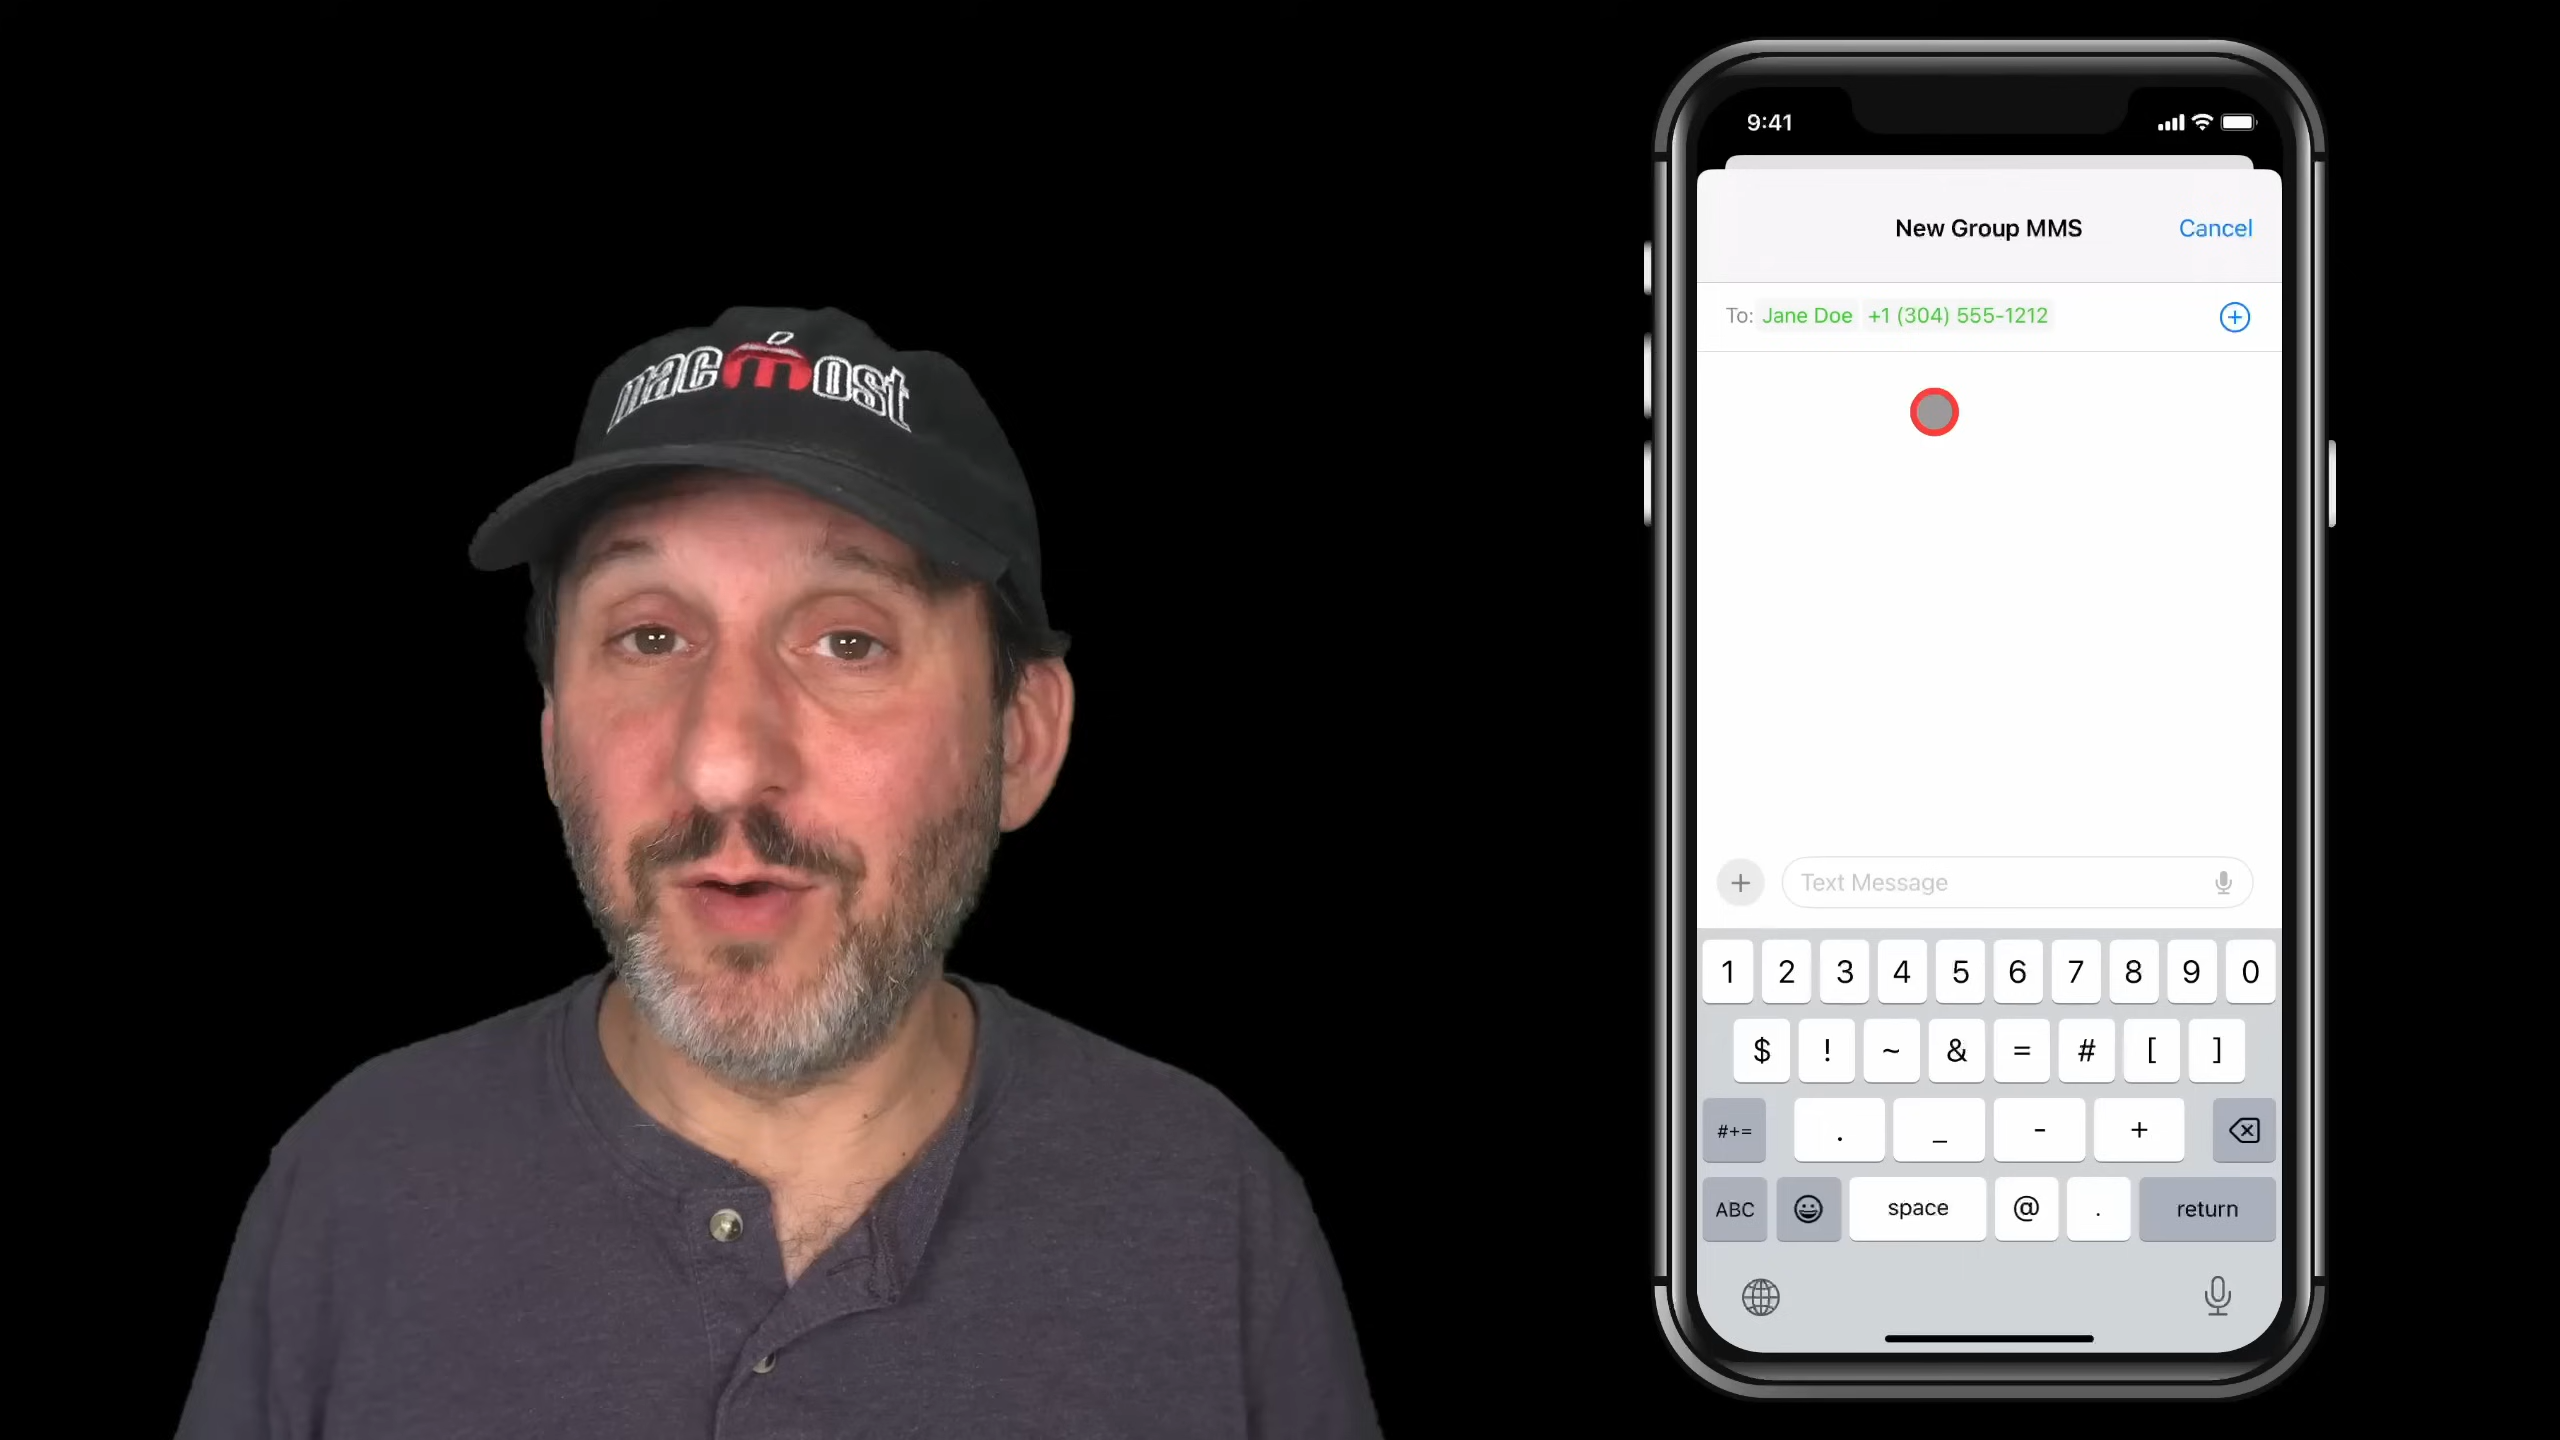 macmost
9:41
New Group MMS
Cancel
To: Jane Doe +1 (304) 555-1212
Text Message
1 2 3 4 5 6 7 8 9 0
$ ! ~ & = # [ ]
#+= . _ - +
ABC space @ . return